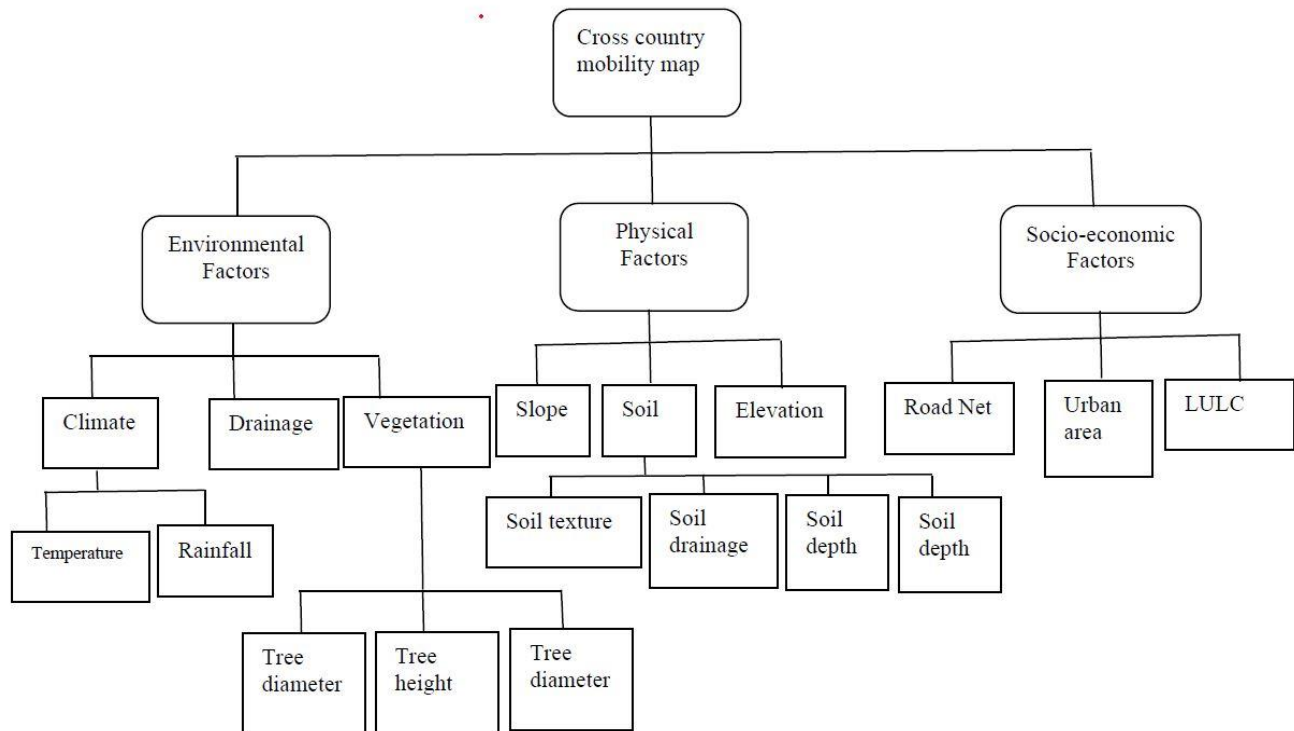 Cross country
mobility map
Environmental
Factors
Physical
Factors
Socio-economic
Factors
Climate
Drainage
Vegetation
Slope
Soil
Elevation
Road Net
Urban
area
LULC
Temperature
Rainfall
Soil texture
Soil
drainage
Soil
depth
Soil
depth
Tree
diameter
Tree
height
Tree
diameter